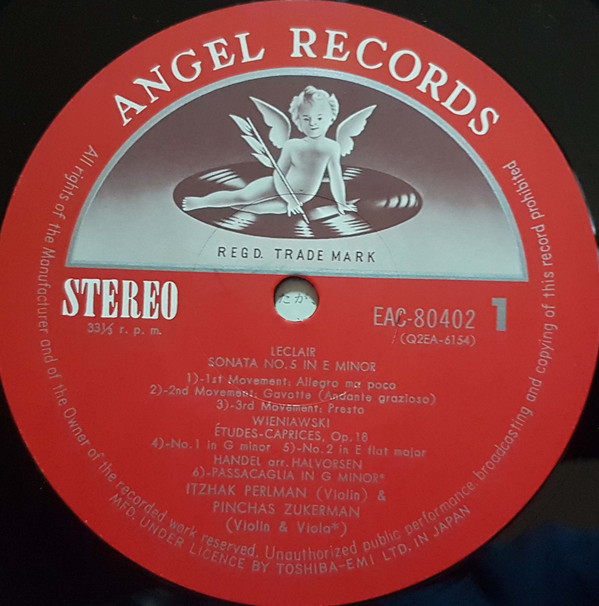 ANGEL RECORDS
REGD. TRADE MARK
STEREO
33⅓ r. p. m.
たか
EAC-80402 1
(Q2EA-6154)
LECLAIR
SONATA NO. 5 IN E MINOR
1)-1st Movement: Allegro ma poco
2)-2nd Movement: Gavotte (Andante grazioso)
3)-3rd Movement: Presto
WIENIAWSKI
ÉTUDES-CAPRICES, Op. 18
4)-No. 1 in G minor 5)-No. 2 in E flat major
HANDEL arr. HALVORSEN
6)-PASSACAGLIA IN G MINOR*
ITZHAK PERLMAN (Violin) &
PINCHAS ZUKERMAN
(Violin & Viola*)
All rights of the Manufacturer and of the Owner of the recorded work reserved. Unauthorized public performance, broadcasting and copying of this record prohibited
MFD. UNDER LICENCE BY TOSHIBA-EMI LTD. IN JAPAN